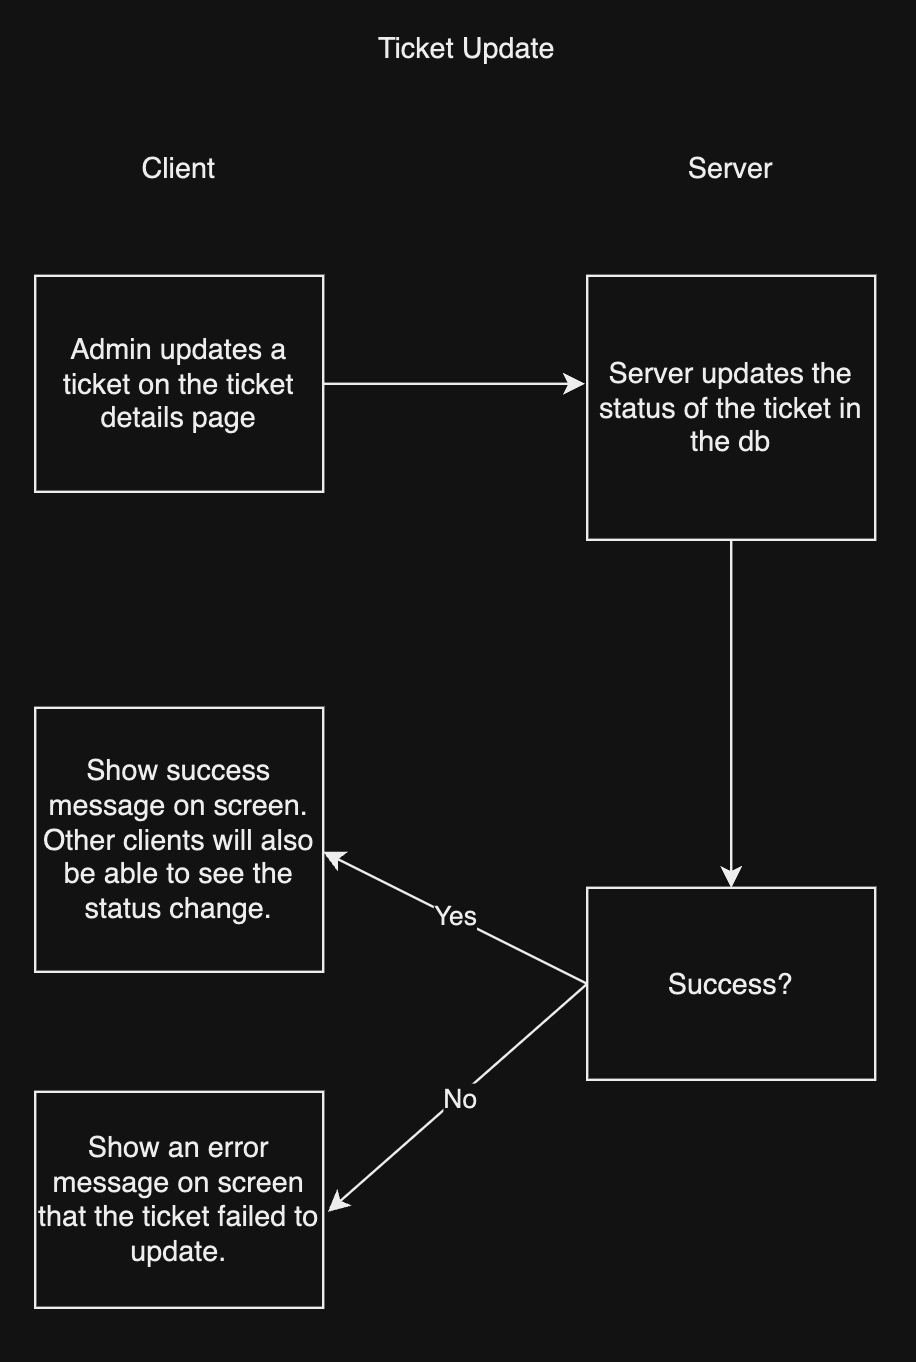 Ticket Update
Client
Server
Admin updates a
ticket on the ticket
details page
Server updates the
status of the ticket in
the db
Show success
message on screen.
Other clients will also
be able to see the
status change.
Yes
Success?
No
Show an error
message on screen
that the ticket failed to
update.